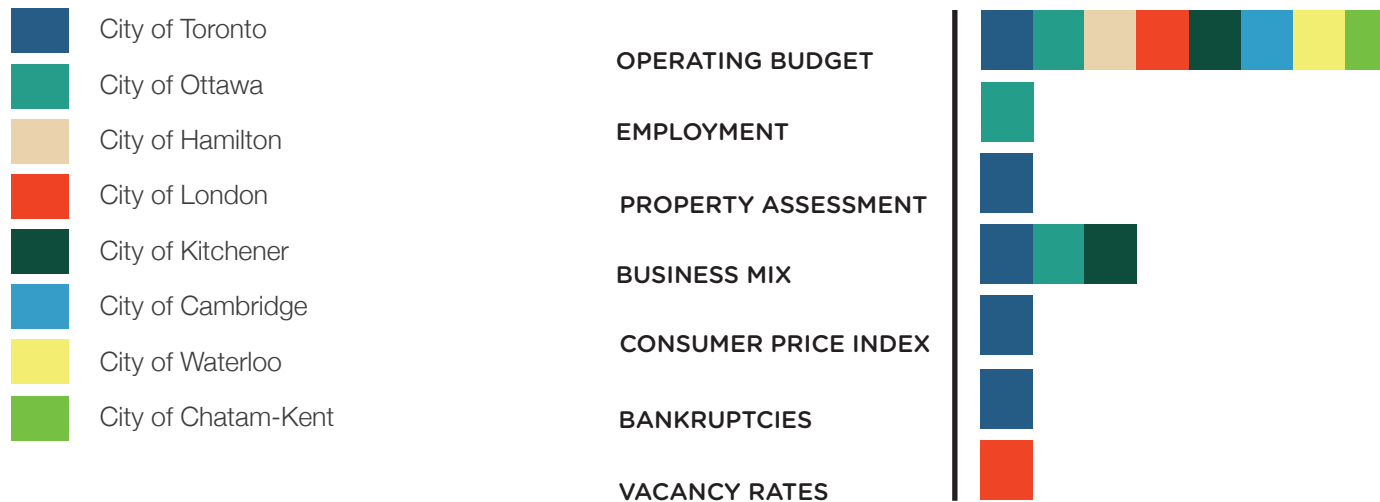 City of Toronto
City of Ottawa
City of Hamilton
City of London
City of Kitchener
City of Cambridge
City of Waterloo
City of Chatam-Kent
OPERATING BUDGET
EMPLOYMENT
PROPERTY ASSESSMENT
BUSINESS MIX
CONSUMER PRICE INDEX
BANKRUPTCIES
VACANCY RATES